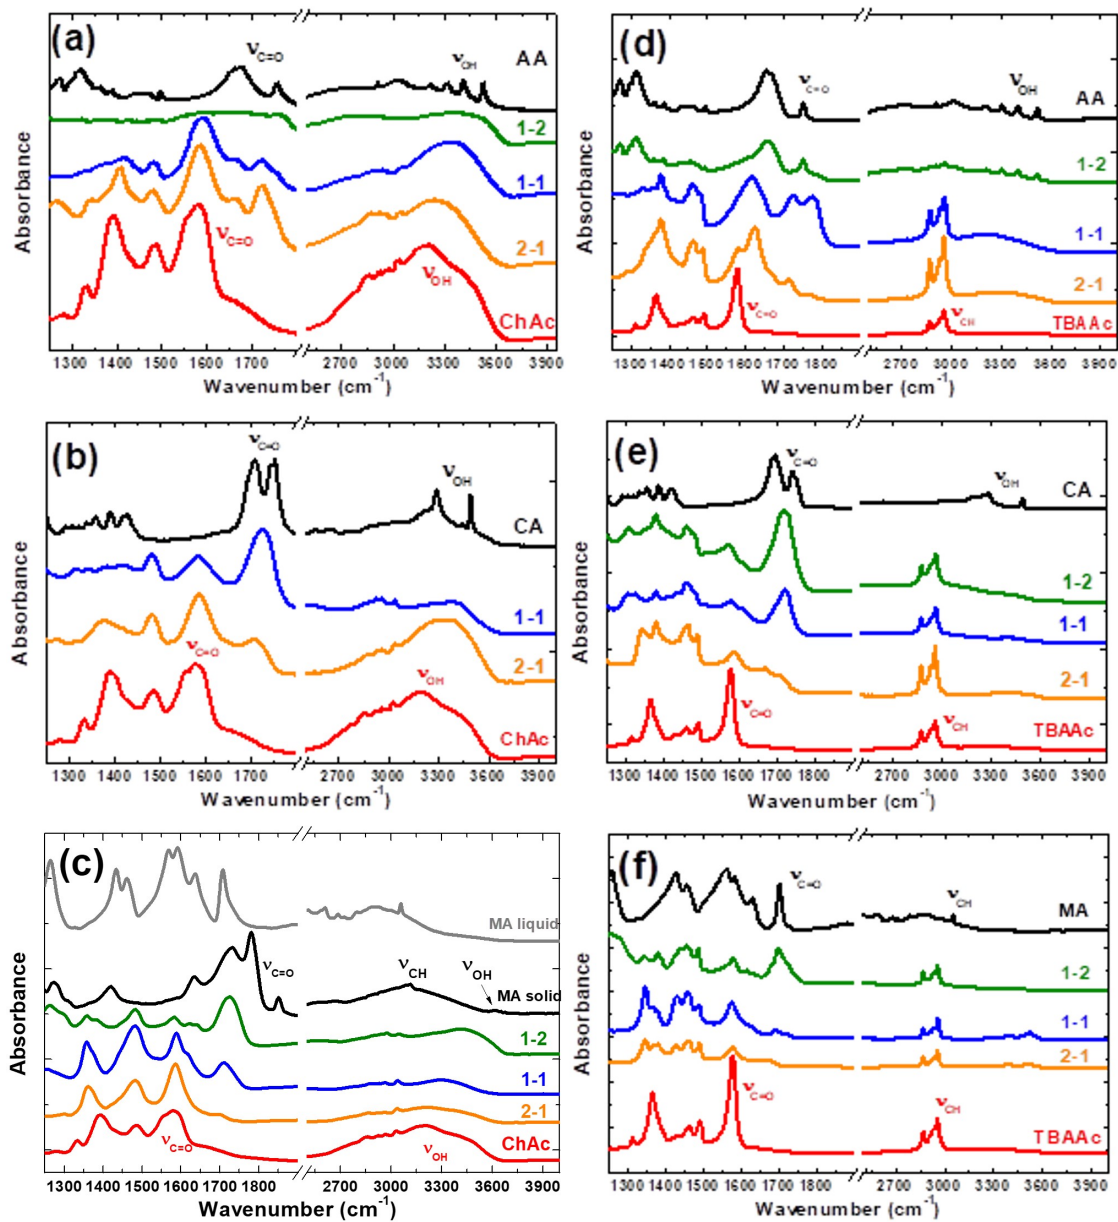 (a)
AA
νC=O
νOH
1-2
1-1
2-1
νC=O
νOH
ChAc
Absorbance
1300 1400 1500 1600 1700 2700 3000 3300 3600 3900
Wavenumber (cm-1)
(d)
νC=O
νOH
AA
1-2
1-1
2-1
νC=O
νCH
TBAAc
Absorbance
1300 1400 1500 1600 1700 1800 2700 3000 3300 3600 3900
Wavenumber (cm-1)
(b)
νC=O
νOH
CA
1-1
2-1
νC=O
νOH
ChAc
Absorbance
1300 1400 1500 1600 1700 2700 3000 3300 3600 3900
Wavenumber (cm-1)
(e)
νC=O
νOH
CA
1-2
1-1
2-1
νC=O
νCH
TBAAc
Absorbance
1300 1400 1500 1600 1700 1800 2700 3000 3300 3600 3900
Wavenumber (cm-1)
(c)
MA liquid
νC=O
νCH
νOH
MA solid
1-2
1-1
2-1
ChAc
νC=O
νOH
Absorbance
1300 1400 1500 1600 1700 1800 2700 3000 3300 3600 3900
Wavenumber (cm-1)
(f)
νC=O
νCH
MA
1-2
1-1
2-1
νC=O
νCH
TBAAc
Absorbance
1300 1400 1500 1600 1700 1800 2700 3000 3300 3600 3900
Wavenumber (cm-1)